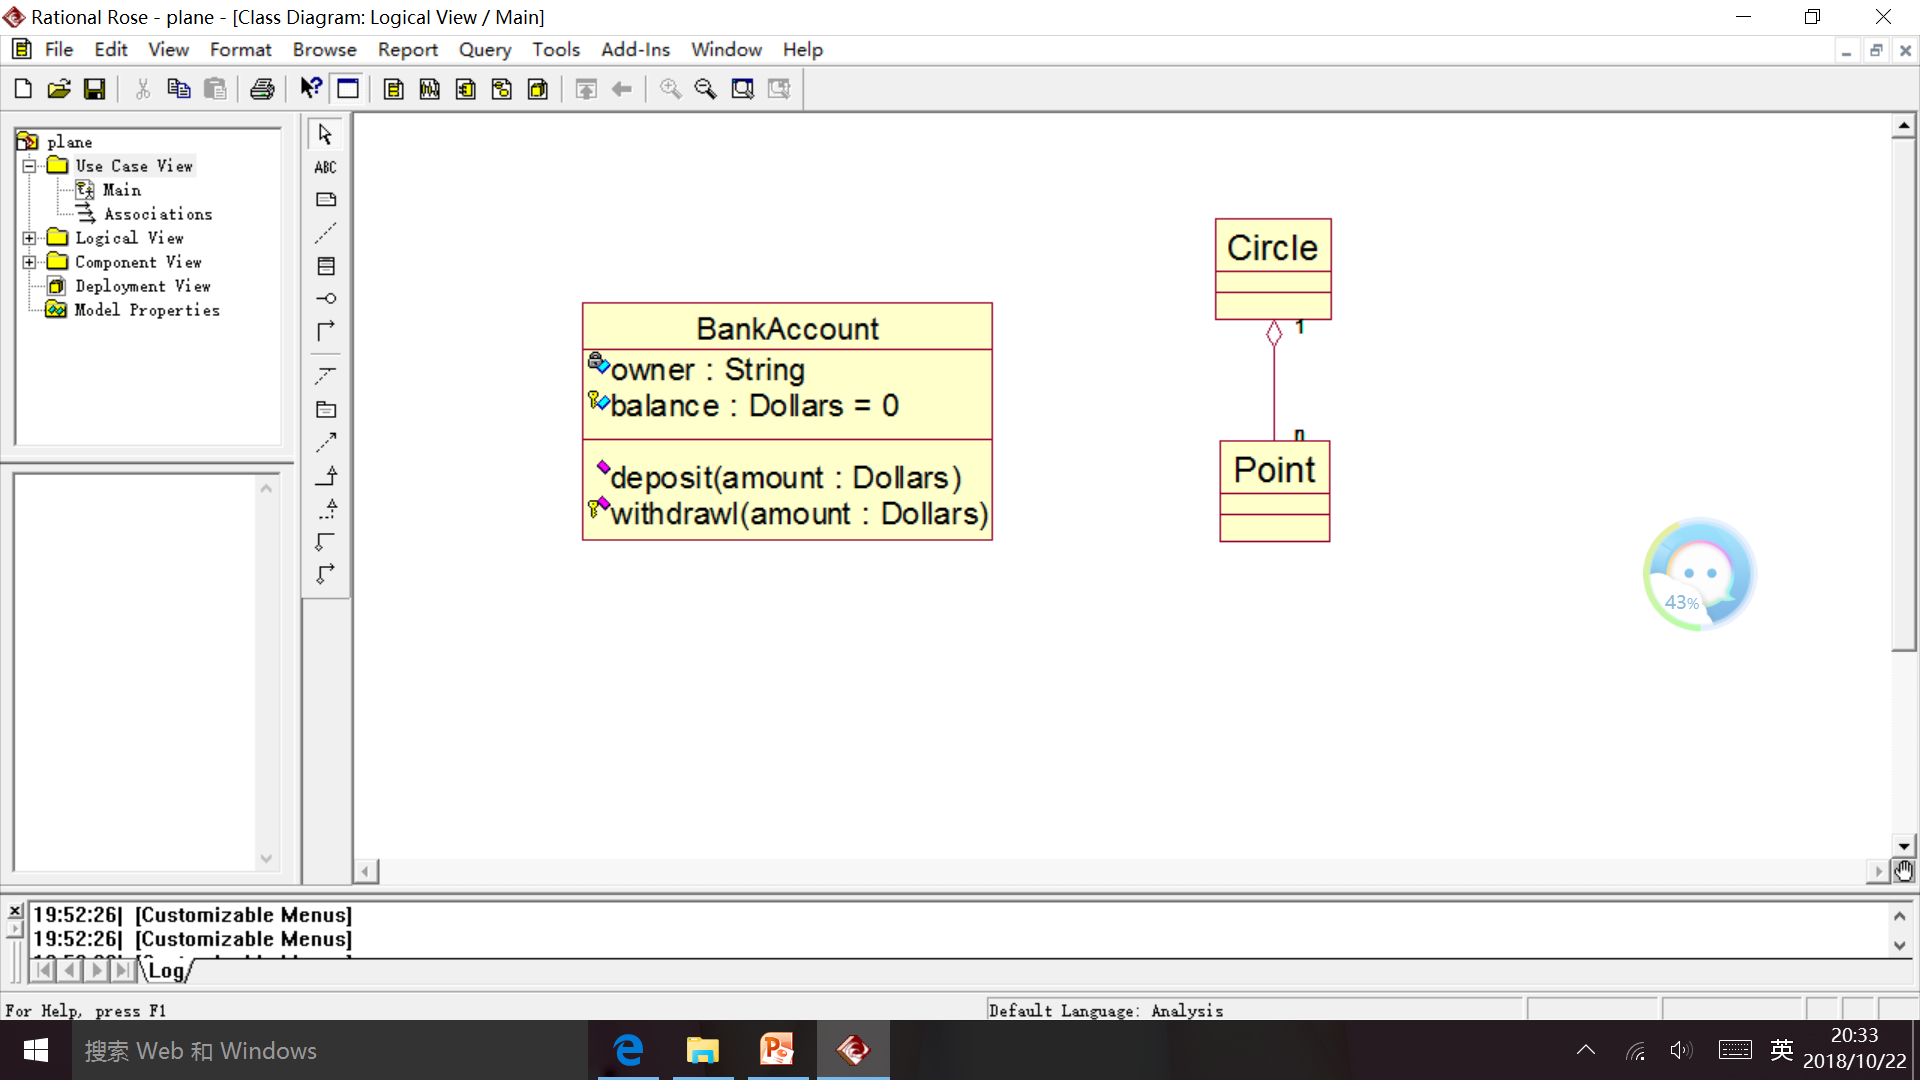 Rational Rose - plane - [Class Diagram: Logical View / Main]
File Edit View Format Browse Report Query Tools Add-Ins Window Help
plane
Use Case View
Main
Associations
Logical View
Component View
Deployment View
Model Properties
ABC
BankAccount
owner : String
balance : Dollars = 0
deposit(amount : Dollars)
withdrawl(amount : Dollars)
Circle
1
n
Point
43%
19:52:26| [Customizable Menus]
19:52:26| [Customizable Menus]
Log
For Help, press F1
Default Language: Analysis
搜索 Web 和 Windows
英
20:33
2018/10/22